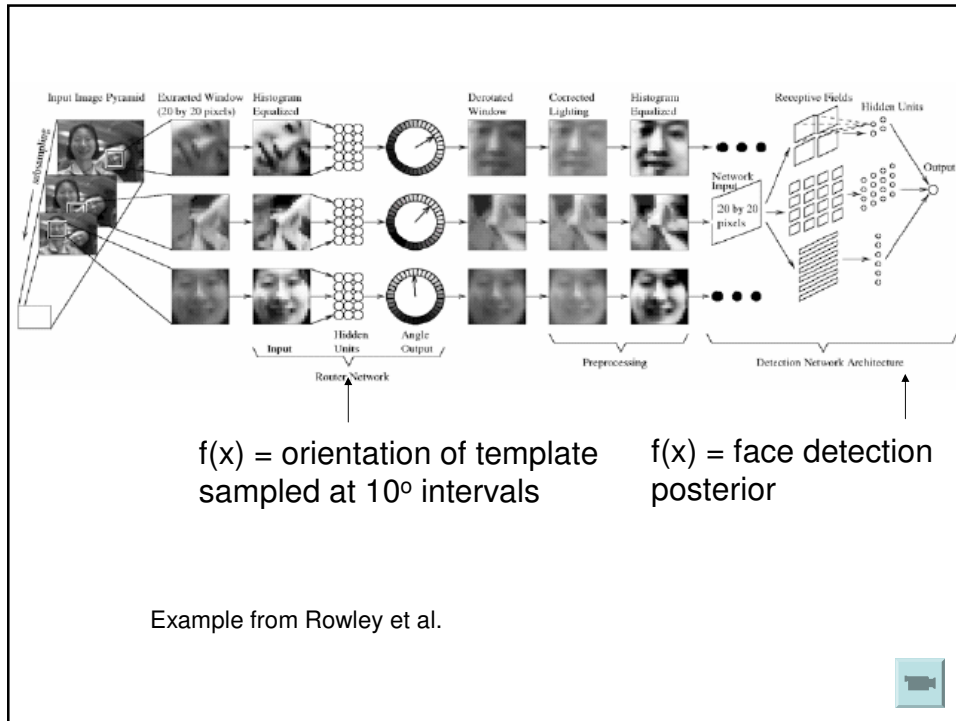 Input Image Pyramid
Extracted Window
(20 by 20 pixels)
Histogram
Equalized
Derotated
Window
Corrected
Lighting
Histogram
Equalized
Receptive Fields
Hidden Units
subsampling
Network
Input
Output
20 by 20
pixels
Input
Hidden
Units
Angle
Output
Router Network
Preprocessing
Detection Network Architecture
f(x) = orientation of template
sampled at 10º intervals
f(x) = face detection
posterior
Example from Rowley et al.